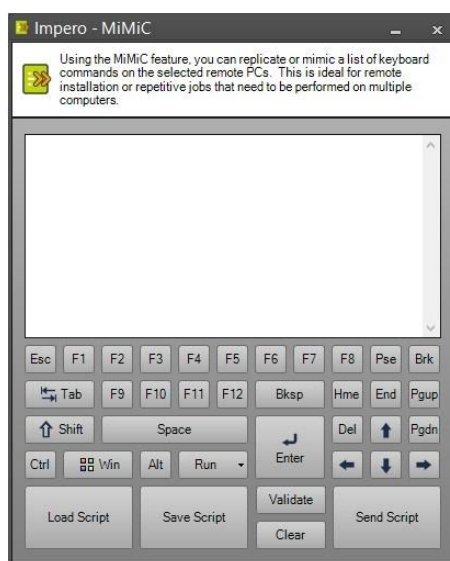 Impero - MiMiC
Using the MiMiC feature, you can replicate or mimic a list of keyboard
commands on the selected remote PCs. This is ideal for remote
installation or repetitive jobs that need to be performed on multiple
computers.
Esc F1 F2 F3 F4 F5 F6 F7 F8 Pse Brk
Tab F9 F10 F11 F12 Bksp Hme End Pgup
Shift Space Enter Del Pgdn
Ctrl Win Alt Run
Load Script Save Script Validate Send Script
Clear